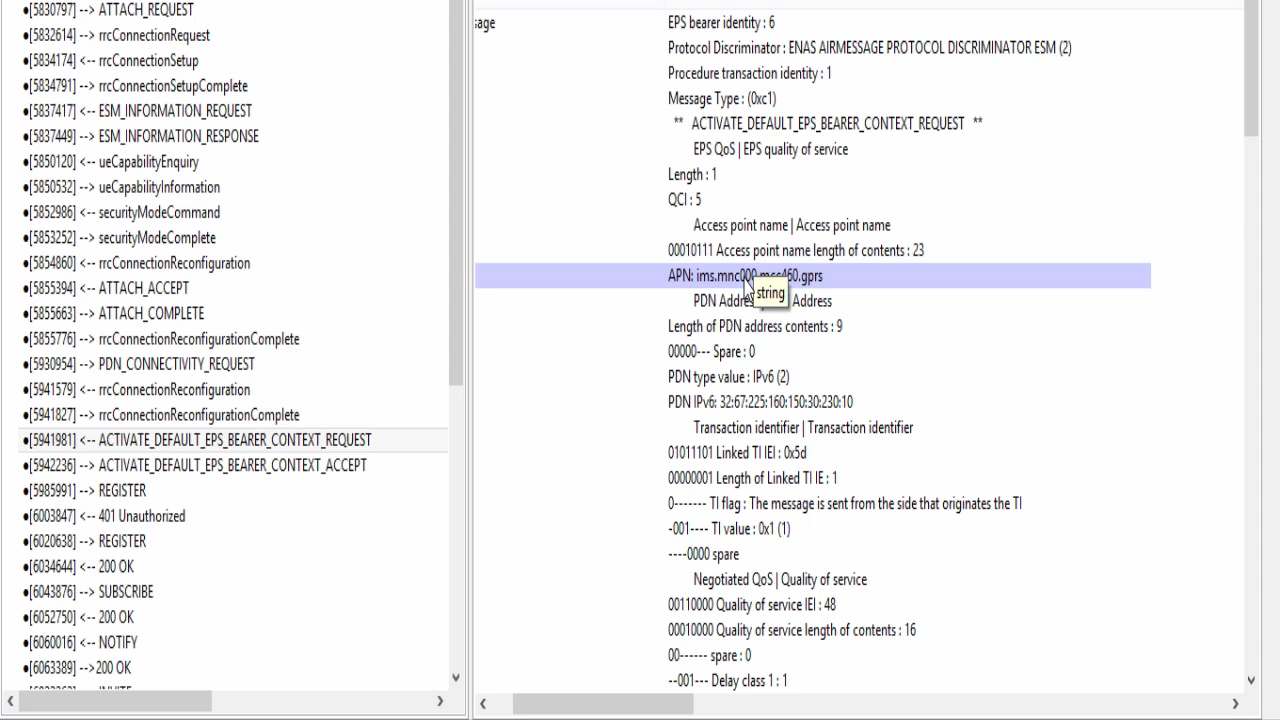 ●[5830797] --> ATTACH_REQUEST
●[5832614] --> rrcConnectionRequest
●[5834174] <-- rrcConnectionSetup
●[5834791] --> rrcConnectionSetupComplete
●[5837417] <-- ESM_INFORMATION_REQUEST
●[5837449] --> ESM_INFORMATION_RESPONSE
●[5850120] <-- ueCapabilityEnquiry
●[5850532] --> ueCapabilityInformation
●[5852986] <-- securityModeCommand
●[5853252] --> securityModeComplete
●[5854860] <-- rrcConnectionReconfiguration
●[5855394] <-- ATTACH_ACCEPT
●[5855663] --> ATTACH_COMPLETE
●[5855776] --> rrcConnectionReconfigurationComplete
●[5930954] --> PDN_CONNECTIVITY_REQUEST
●[5941579] <-- rrcConnectionReconfiguration
●[5941827] --> rrcConnectionReconfigurationComplete
●[5941981] <-- ACTIVATE_DEFAULT_EPS_BEARER_CONTEXT_REQUEST
●[5942236] --> ACTIVATE_DEFAULT_EPS_BEARER_CONTEXT_ACCEPT
●[5985991] --> REGISTER
●[6003847] <-- 401 Unauthorized
●[6020638] --> REGISTER
●[6034644] <-- 200 OK
●[6043876] --> SUBSCRIBE
●[6052750] <-- 200 OK
●[6060016] <-- NOTIFY
●[6063389] -->200 OK
sage
EPS bearer identity : 6
Protocol Discriminator : ENAS AIRMESSAGE PROTOCOL DISCRIMINATOR ESM (2)
Procedure transaction identity : 1
Message Type : (0xc1)
** ACTIVATE_DEFAULT_EPS_BEARER_CONTEXT_REQUEST **
EPS QoS | EPS quality of service
Length : 1
QCI : 5
Access point name | Access point name
00010111 Access point name length of contents : 23
APN: ims.mnc000.mcc460.gprs
string
PDN Address Address
Length of PDN address contents : 9
00000--- Spare : 0
PDN type value : IPv6 (2)
PDN IPv6: 32:67:225:160:150:30:230:10
Transaction identifier | Transaction identifier
01011101 Linked TI IEI : 0x5d
00000001 Length of Linked TI IE : 1
0------- TI flag : The message is sent from the side that originates the TI
-001---- TI value : 0x1 (1)
----0000 spare
Negotiated QoS | Quality of service
00110000 Quality of service IEI : 48
00010000 Quality of service length of contents : 16
00------ spare : 0
--001--- Delay class 1 : 1